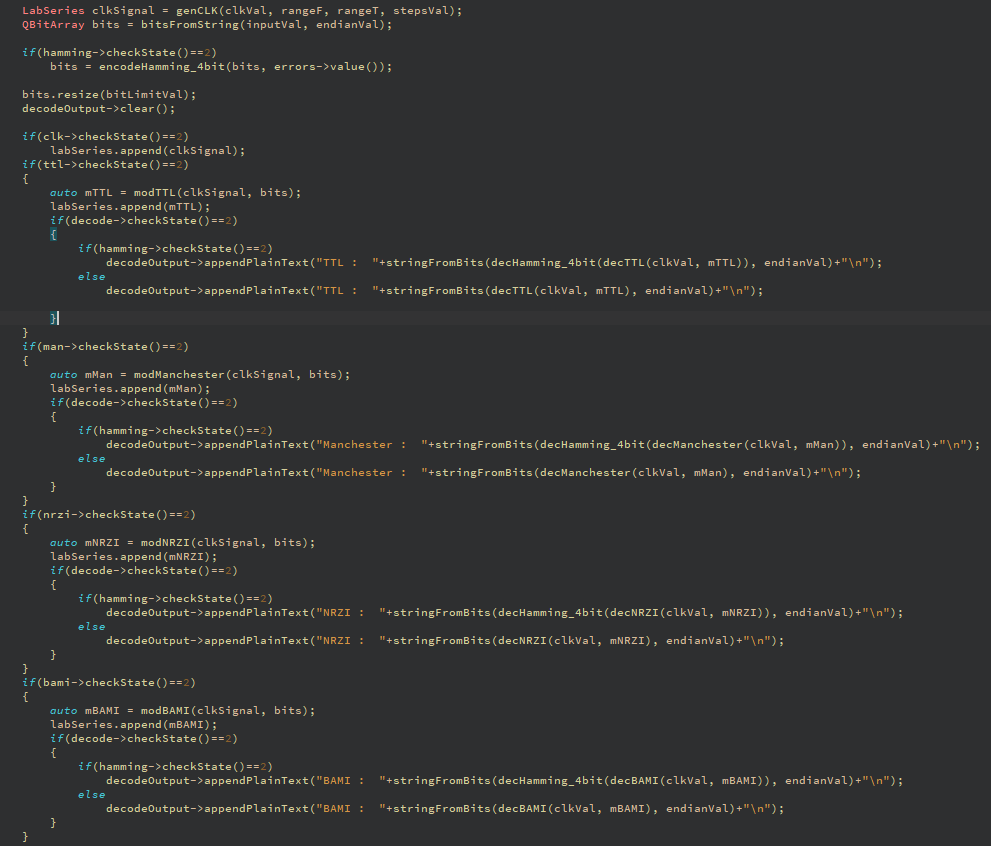 LabSeries clkSignal = genCLK(clkVal, rangeF, rangeT, stepsVal);
QBitArray bits = bitsFromString(inputVal, endianVal);
if(hamming->checkState()==2)
bits = encodeHamming_4bit(bits, errors->value());
bits.resize(bitLimitVal);
decodeOutput->clear();
if(clk->checkState()==2)
labSeries.append(clkSignal);
if(ttl->checkState()==2)
{
auto mTTL = modTTL(clkSignal, bits);
labSeries.append(mTTL);
if(decode->checkState()==2)
{
if(hamming->checkState()==2)
decodeOutput->appendPlainText("TTL :  "+stringFromBits(decHamming_4bit(decTTL(clkVal, mTTL)), endianVal)+"\n");
else
decodeOutput->appendPlainText("TTL :  "+stringFromBits(decTTL(clkVal, mTTL), endianVal)+"\n");
}
}
if(man->checkState()==2)
{
auto mMan = modManchester(clkSignal, bits);
labSeries.append(mMan);
if(decode->checkState()==2)
{
if(hamming->checkState()==2)
decodeOutput->appendPlainText("Manchester :  "+stringFromBits(decHamming_4bit(decManchester(clkVal, mMan)), endianVal)+"\n");
else
decodeOutput->appendPlainText("Manchester :  "+stringFromBits(decManchester(clkVal, mMan), endianVal)+"\n");
}
}
if(nrzi->checkState()==2)
{
auto mNRZI = modNRZI(clkSignal, bits);
labSeries.append(mNRZI);
if(decode->checkState()==2)
{
if(hamming->checkState()==2)
decodeOutput->appendPlainText("NRZI :  "+stringFromBits(decHamming_4bit(decNRZI(clkVal, mNRZI)), endianVal)+"\n");
else
decodeOutput->appendPlainText("NRZI :  "+stringFromBits(decNRZI(clkVal, mNRZI), endianVal)+"\n");
}
}
if(bami->checkState()==2)
{
auto mBAMI = modBAMI(clkSignal, bits);
labSeries.append(mBAMI);
if(decode->checkState()==2)
{
if(hamming->checkState()==2)
decodeOutput->appendPlainText("BAMI :  "+stringFromBits(decHamming_4bit(decBAMI(clkVal, mBAMI)), endianVal)+"\n");
else
decodeOutput->appendPlainText("BAMI :  "+stringFromBits(decBAMI(clkVal, mBAMI), endianVal)+"\n");
}
}